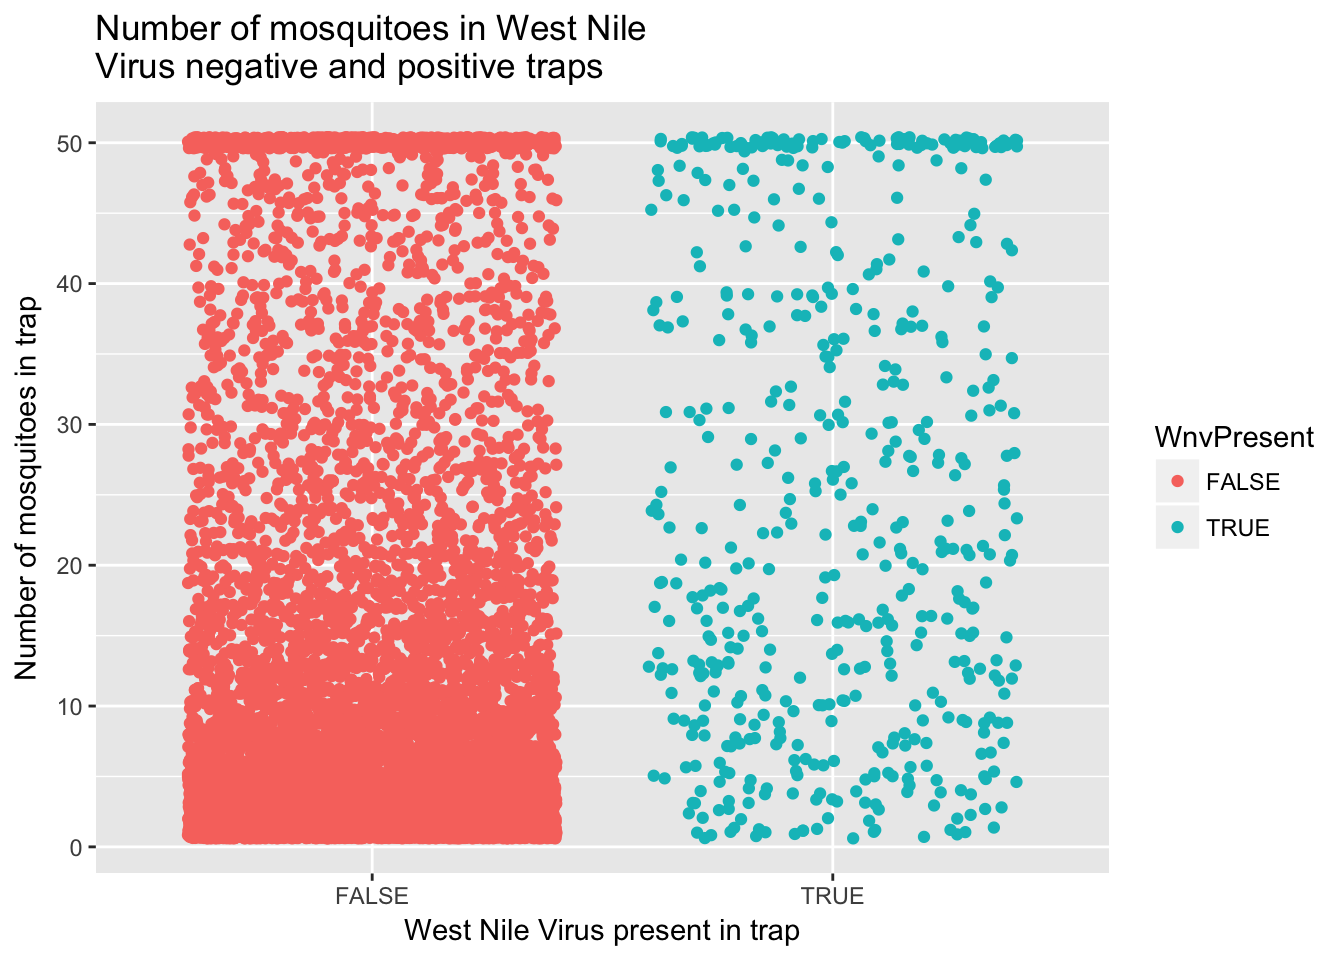 Number of mosquitoes in West Nile
Virus negative and positive traps
Number of mosquitoes in trap
50
40
30
20
10
0
FALSE
TRUE
West Nile Virus present in trap
WnvPresent
FALSE
TRUE